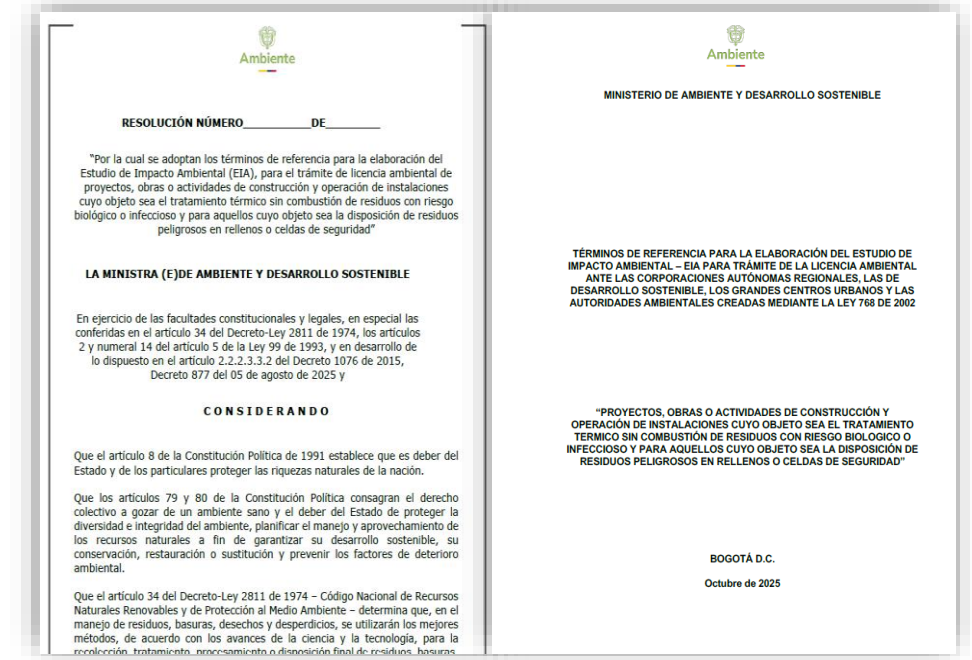 Ambiente
RESOLUCIÓN NÚMERO___________DE_________
“Por la cual se adoptan los términos de referencia para la elaboración del
Estudio de Impacto Ambiental (EIA), para el trámite de licencia ambiental de
proyectos, obras o actividades de construcción y operación de instalaciones
cuyo objeto sea el tratamiento térmico sin combustión de residuos con riesgo
biológico o infeccioso y para aquellos cuyo objeto sea la disposición de residuos
peligrosos en rellenos o celdas de seguridad”
LA MINISTRA (E)DE AMBIENTE Y DESARROLLO SOSTENIBLE
En ejercicio de las facultades constitucionales y legales, en especial las
conferidas en el artículo 34 del Decreto-Ley 2811 de 1974, los artículos
2 y numeral 14 del artículo 5 de la Ley 99 de 1993, y en desarrollo de
lo dispuesto en el artículo 2.2.2.3.3.2 del Decreto 1076 de 2015,
Decreto 877 del 05 de agosto de 2025 y
C O N S I D E R A N D O
Que el artículo 8 de la Constitución Política de 1991 establece que es deber del
Estado y de los particulares proteger las riquezas naturales de la nación.
Que los artículos 79 y 80 de la Constitución Política consagran el derecho
colectivo a gozar de un ambiente sano y el deber del Estado de proteger la
diversidad e integridad del ambiente, planificar el manejo y aprovechamiento de
los recursos naturales a fin de garantizar su desarrollo sostenible, su
conservación, restauración o sustitución y prevenir los factores de deterioro
ambiental.
Que el artículo 34 del Decreto-Ley 2811 de 1974 – Código Nacional de Recursos
Naturales Renovables y de Protección al Medio Ambiente – determina que, en el
manejo de residuos, basuras, desechos y desperdicios, se utilizarán los mejores
métodos, de acuerdo con los avances de la ciencia y la tecnología, para la
recolección, tratamiento, procesamiento o disposición final de residuos, basuras,
Ambiente
MINISTERIO DE AMBIENTE Y DESARROLLO SOSTENIBLE
TÉRMINOS DE REFERENCIA PARA LA ELABORACIÓN DEL ESTUDIO DE
IMPACTO AMBIENTAL – EIA PARA TRÁMITE DE LA LICENCIA AMBIENTAL
ANTE LAS CORPORACIONES AUTÓNOMAS REGIONALES, LAS DE
DESARROLLO SOSTENIBLE, LOS GRANDES CENTROS URBANOS Y LAS
AUTORIDADES AMBIENTALES CREADAS MEDIANTE LA LEY 768 DE 2002
“PROYECTOS, OBRAS O ACTIVIDADES DE CONSTRUCCIÓN Y
OPERACIÓN DE INSTALACIONES CUYO OBJETO SEA EL TRATAMIENTO
TERMICO SIN COMBUSTIÓN DE RESIDUOS CON RIESGO BIOLOGICO O
INFECCIOSO Y PARA AQUELLOS CUYO OBJETO SEA LA DISPOSICIÓN DE
RESIDUOS PELIGROSOS EN RELLENOS O CELDAS DE SEGURIDAD”
BOGOTÁ D.C.
Octubre de 2025